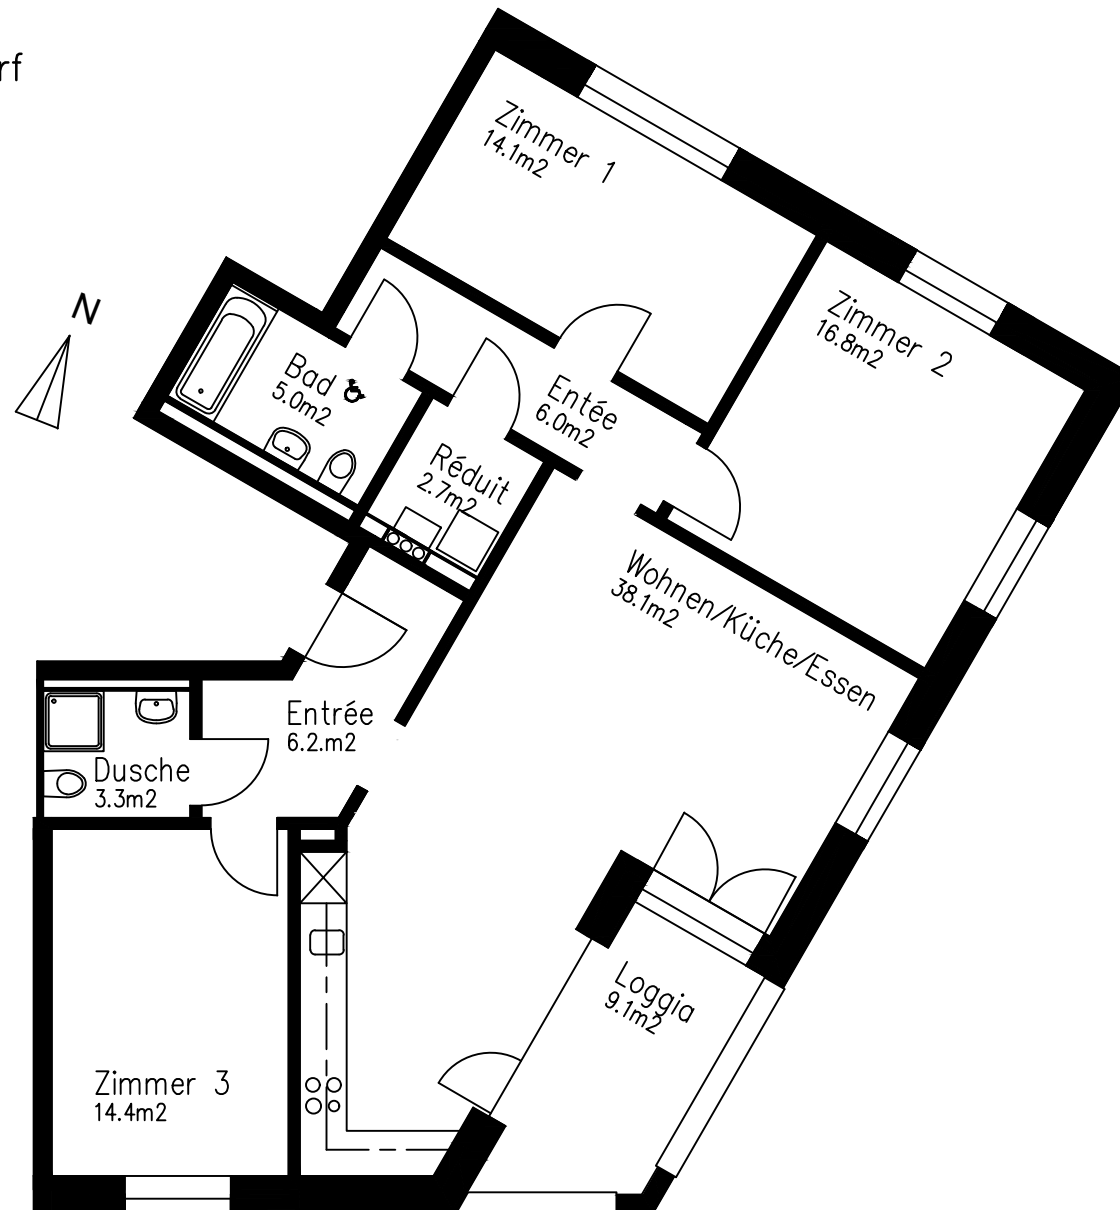 rf
Zimmer 1
14.1m2
Zimmer 2
16.8m2
N
Bad
5.0m2
Entée
6.0m2
Réduit
2.7m2
Wohnen/Küche/Essen
38.1m2
Entrée
6.2.m2
Dusche
3.3m2
Loggia
9.1m2
Zimmer 3
14.4m2